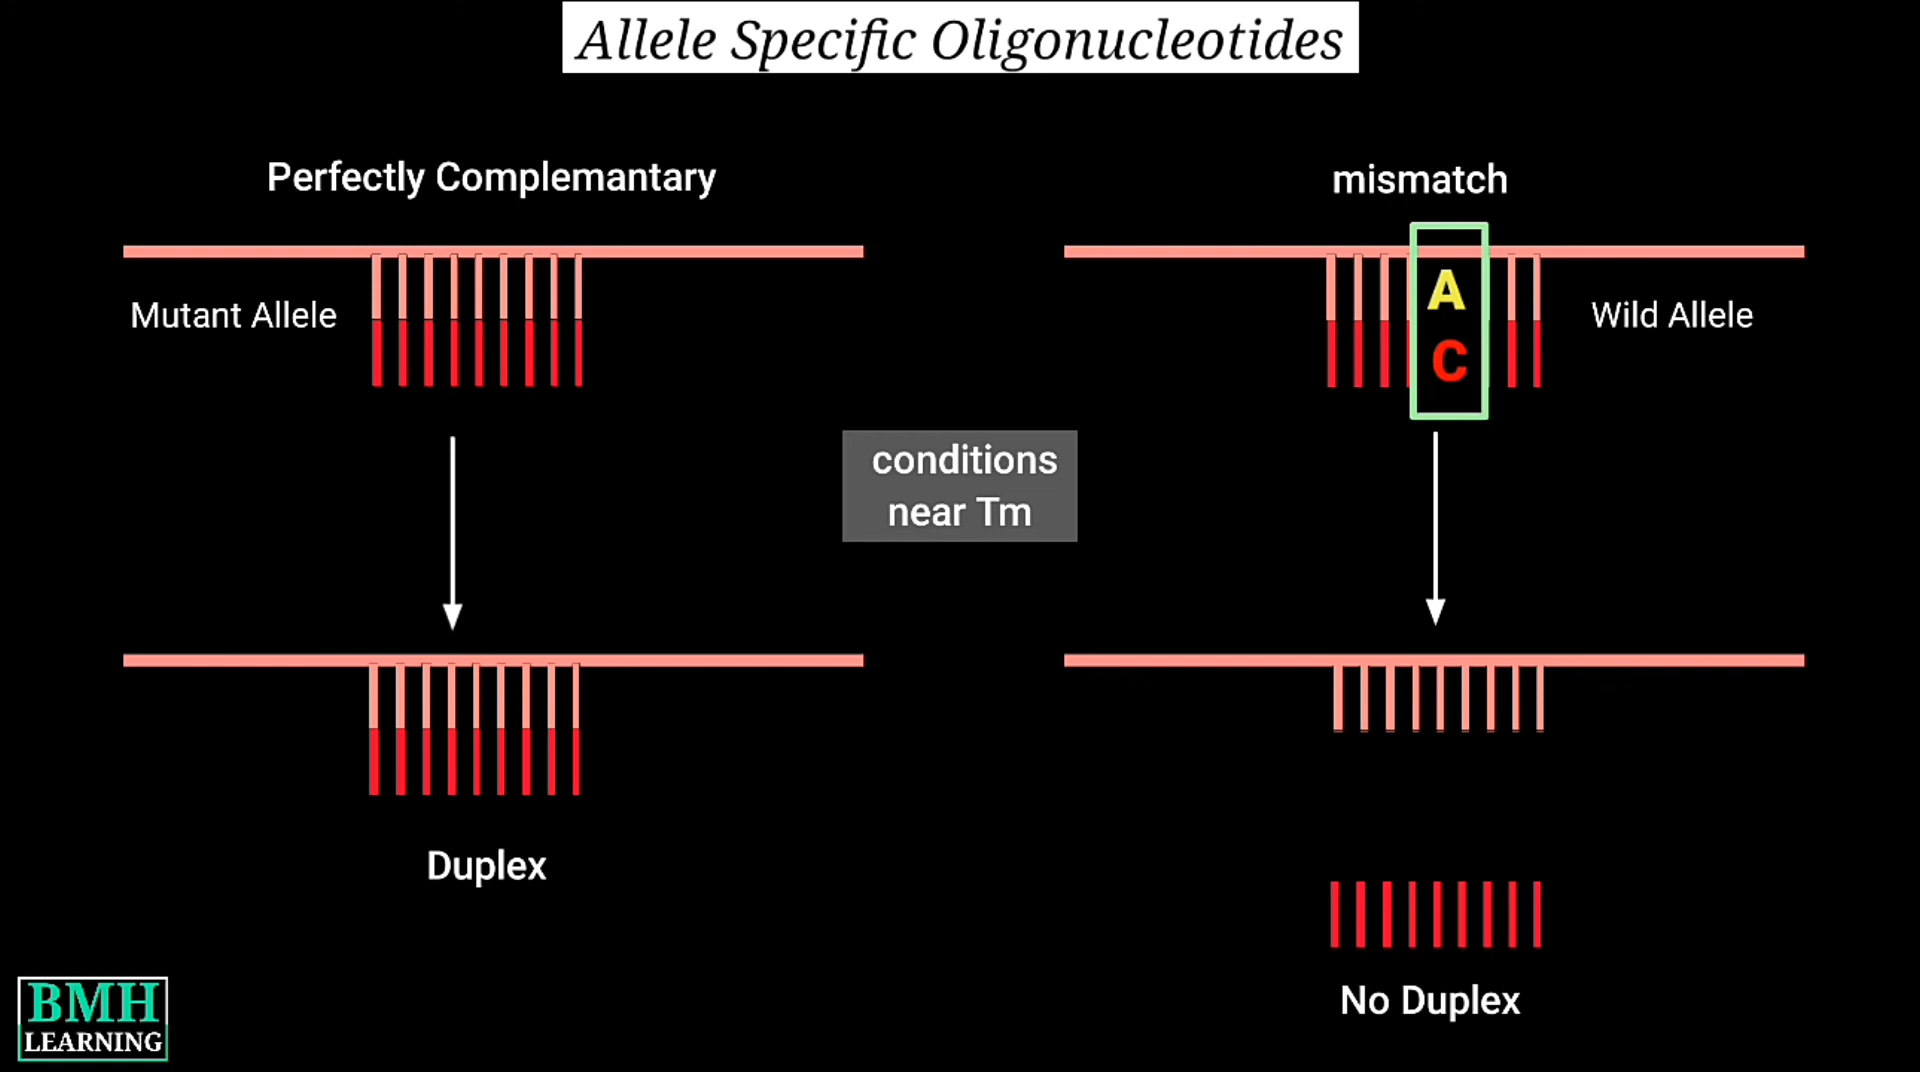 Allele Specific Oligonucleotides
Perfectly Complemantary
mismatch
Mutant Allele
A
C
Wild Allele
conditions
near Tm
Duplex
No Duplex
BMH
LEARNING